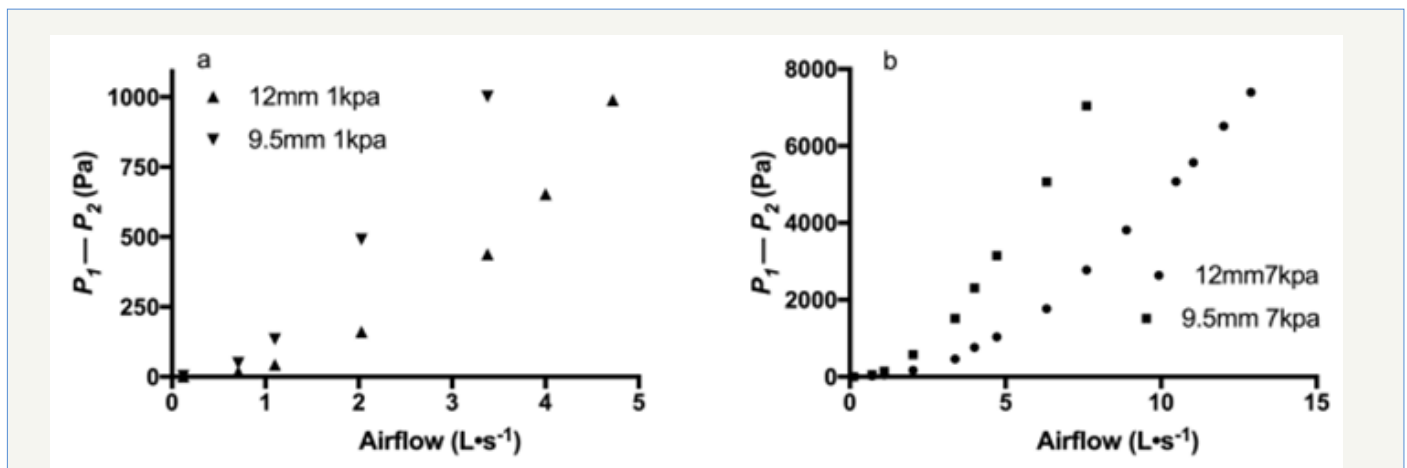 a
12mm 1kpa
9.5mm 1kpa
1000
750
500
250
0
P1— P2 (Pa)
0 1 2 3 4 5
Airflow (L•s-1)
b
8000
6000
4000
2000
0
P1— P2 (Pa)
12mm7kpa
9.5mm 7kpa
0 5 10 15
Airflow (L•s-1)